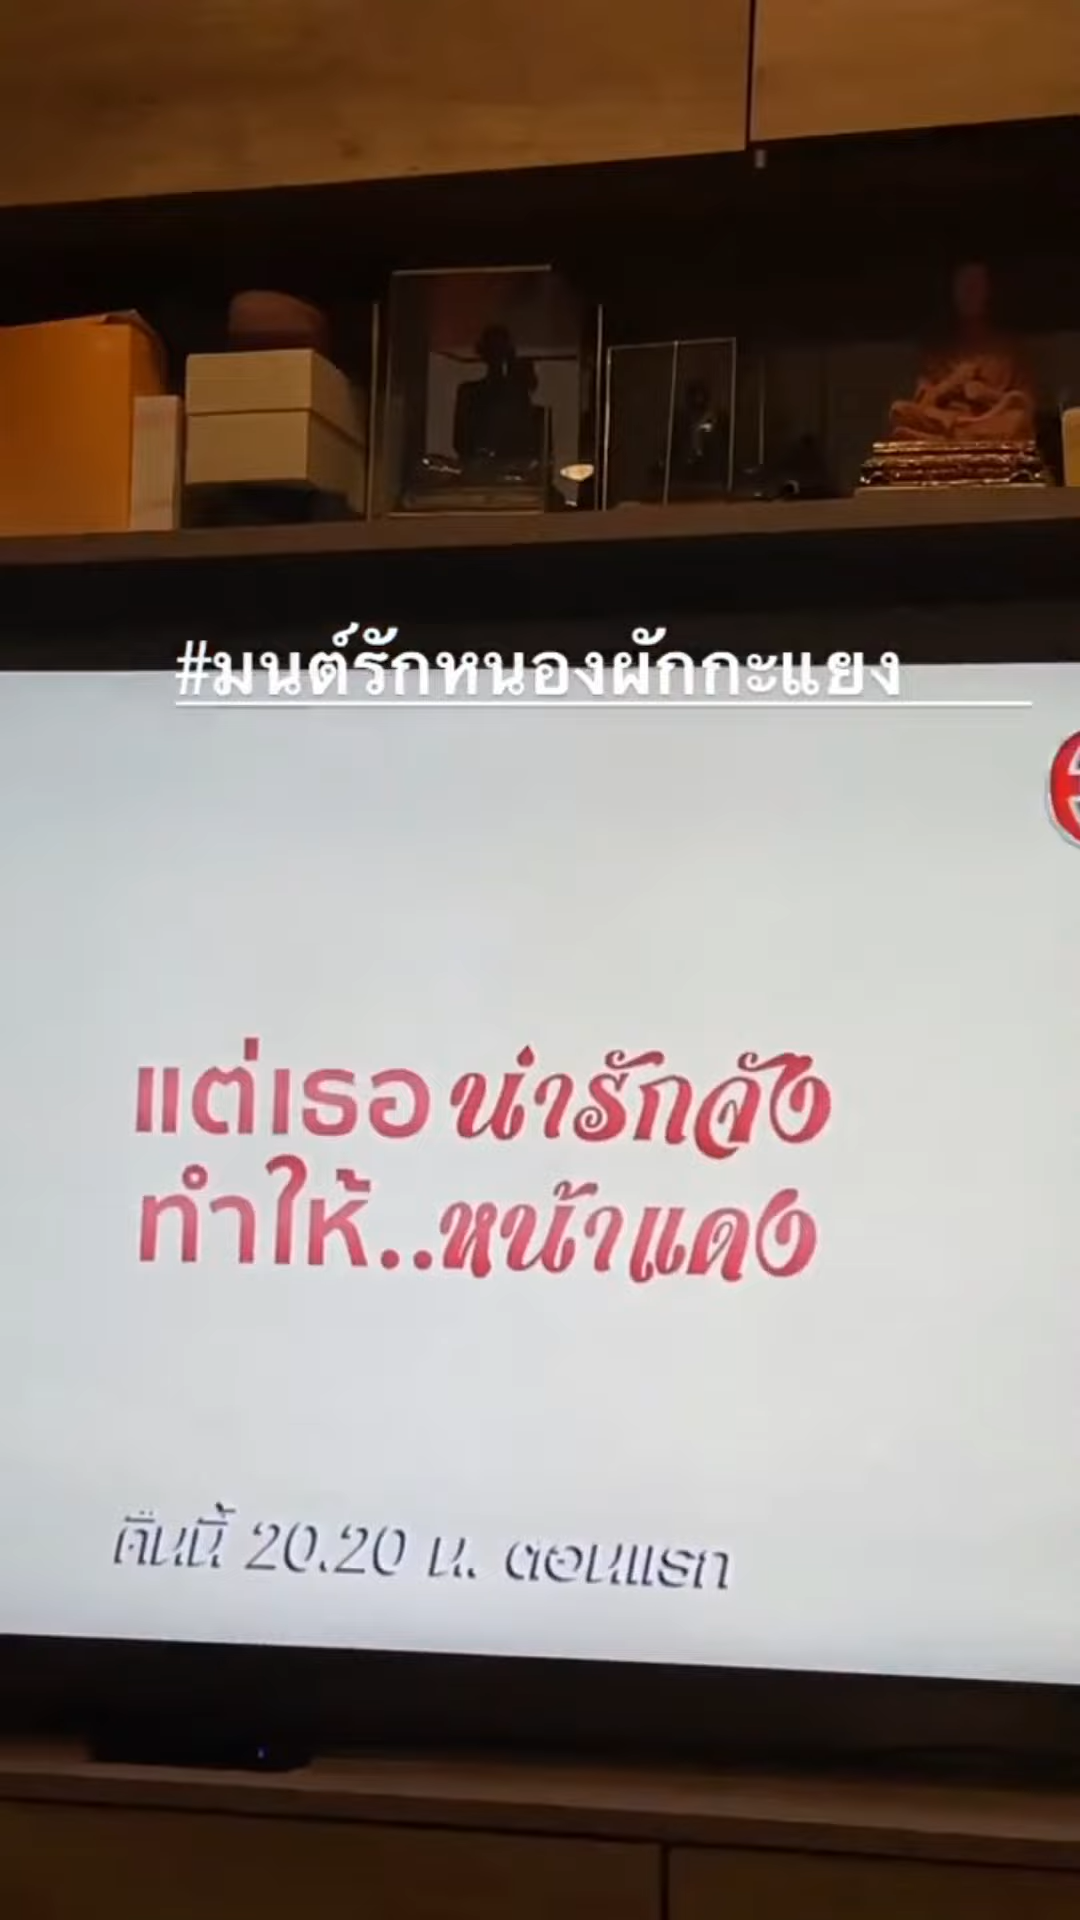 #มนต์รักหนองผักกะแยง
แต่เธอน่ารักจัง
ทำให้..หน้าแดง
คืนนี้ 20.20 น. ตอนแรก